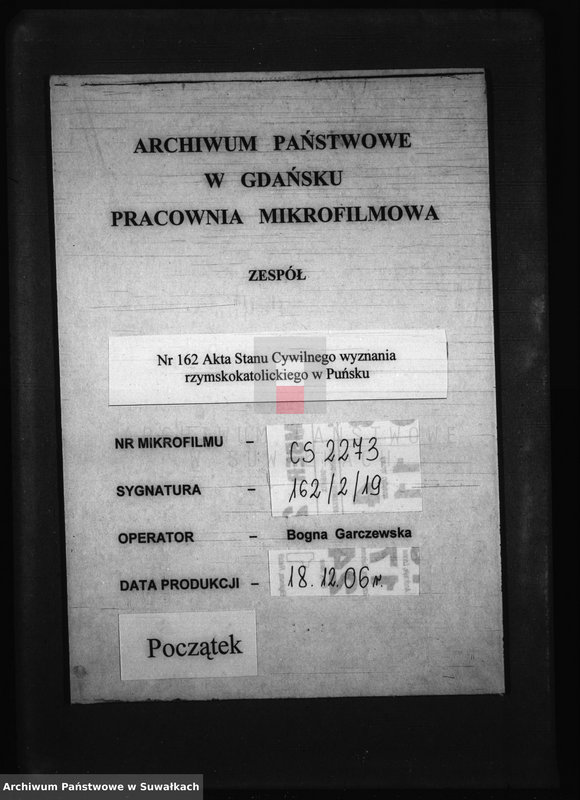 ARCHIWUM PAŃSTWOWE
W GDAŃSKU
PRACOWNIA MIKROFILMOWA
ZESPÓŁ
Nr 162 Akta Stanu Cywilnego wyznania
rzymskokatolickiego w Puńsku
NR MIKROFILMU – CS 2273
SYGNATURA – 162/2/19
OPERATOR – Bogna Garczewska
DATA PRODUKCJI – 18.12.06r.
Początek
Archiwum Państwowe w Suwałkach